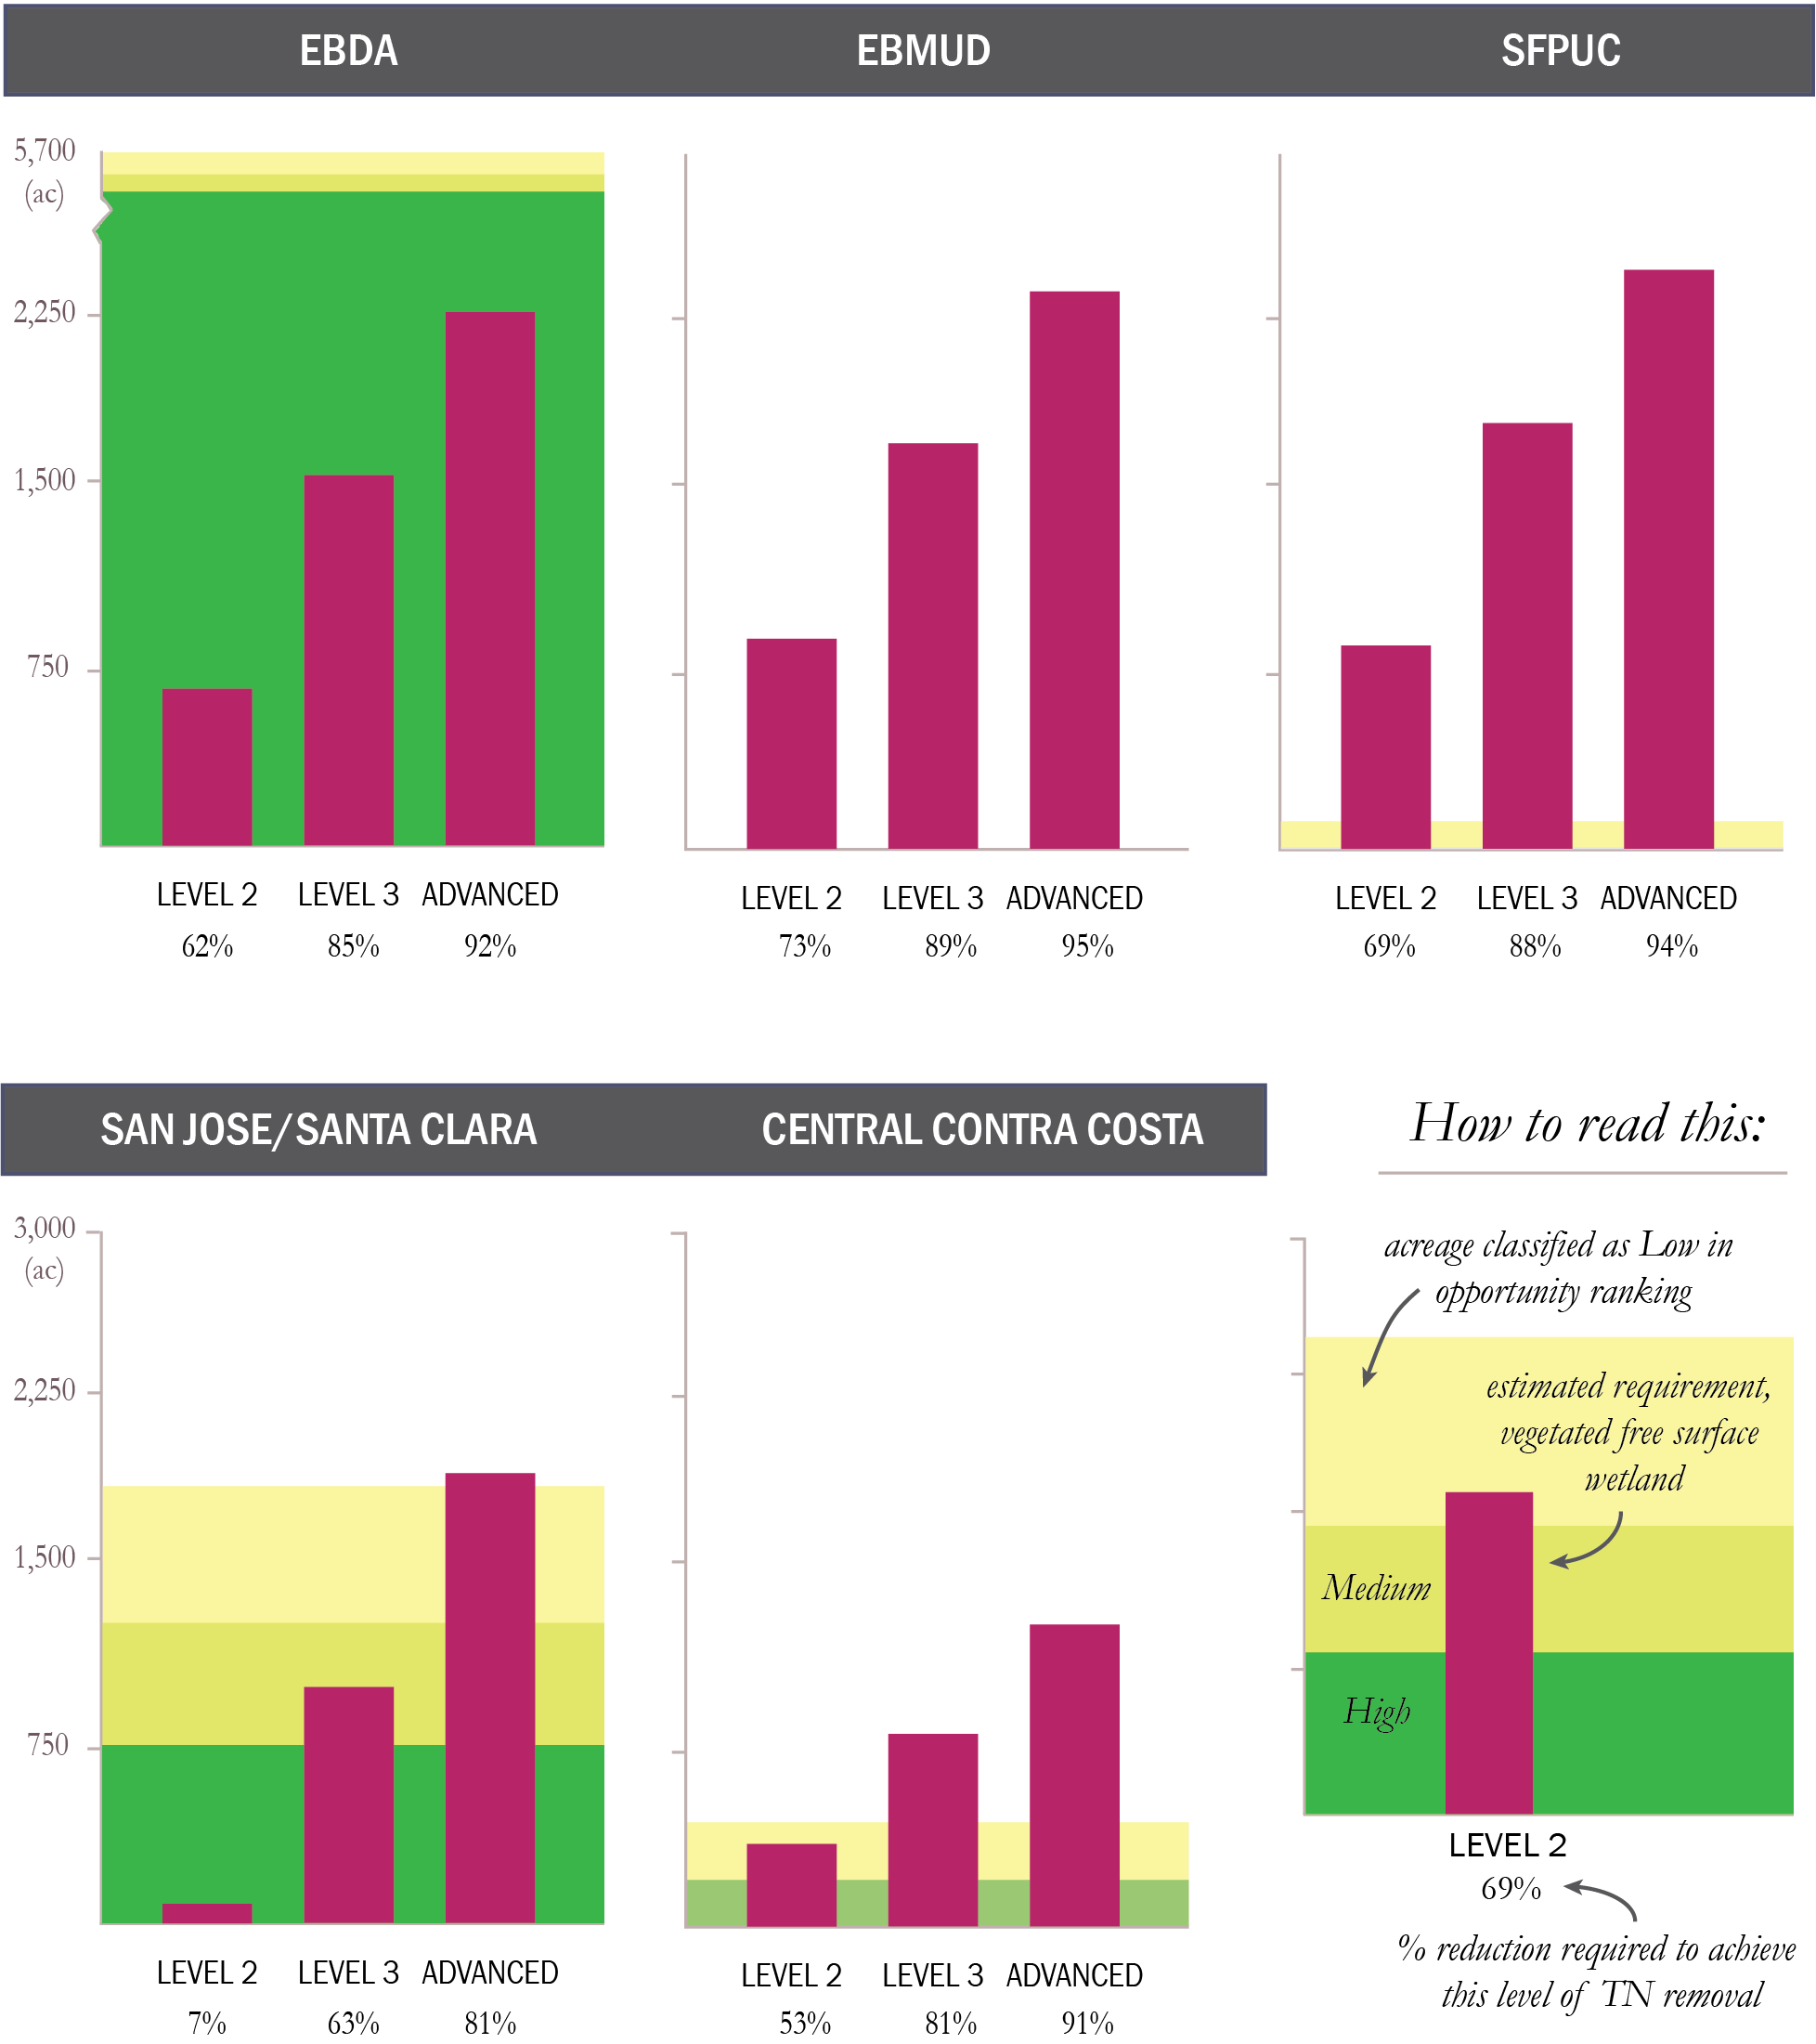 EBDA
EBMUD
SFPUC
5,700
(ac)
2,250
1,500
750
LEVEL 2 LEVEL 3 ADVANCED
62% 85% 92%
LEVEL 2 LEVEL 3 ADVANCED
73% 89% 95%
LEVEL 2 LEVEL 3 ADVANCED
69% 88% 94%
SAN JOSE/SANTA CLARA
CENTRAL CONTRA COSTA
3,000
(ac)
2,250
1,500
750
LEVEL 2 LEVEL 3 ADVANCED
7% 63% 81%
LEVEL 2 LEVEL 3 ADVANCED
53% 81% 91%
How to read this:
acreage classified as Low in
opportunity ranking
estimated requirement,
vegetated free surface
wetland
Medium
High
LEVEL 2
69%
% reduction required to achieve
this level of TN removal